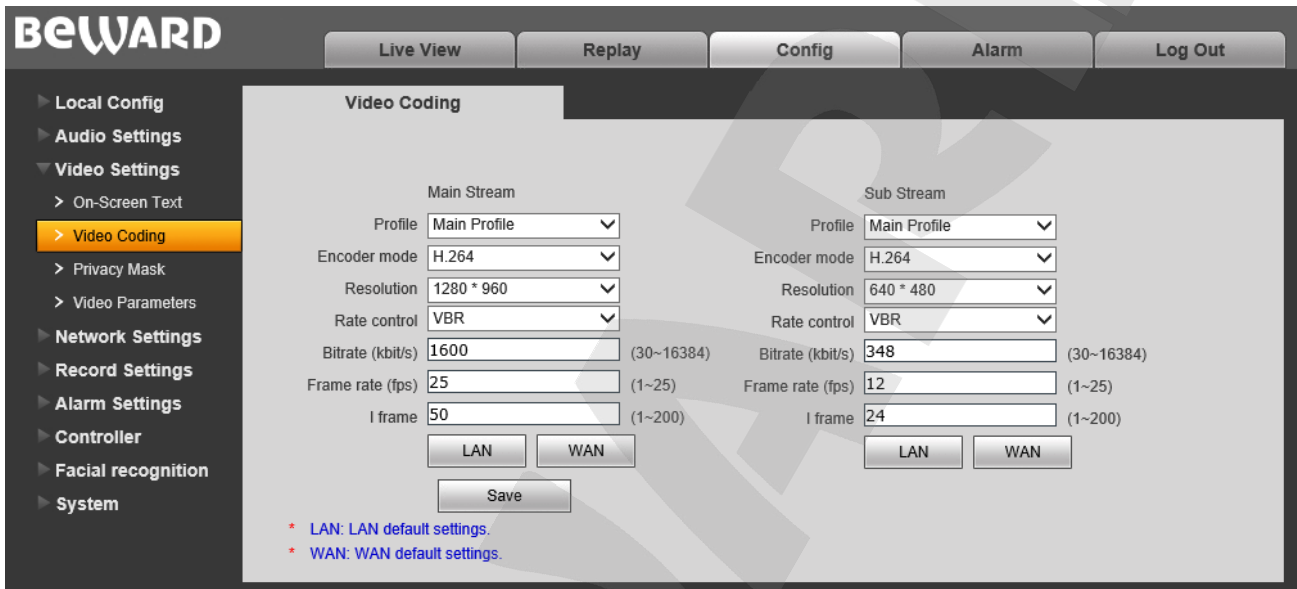 BEWARD
Live View Replay Config Alarm Log Out
Local Config
Audio Settings
Video Settings
> On-Screen Text
> Video Coding
> Privacy Mask
> Video Parameters
Network Settings
Record Settings
Alarm Settings
Controller
Facial recognition
System
Video Coding
Main Stream
Profile Main Profile
Encoder mode H.264
Resolution 1280 * 960
Rate control VBR
Bitrate (kbit/s) 1600 (30~16384)
Frame rate (fps) 25 (1~25)
I frame 50 (1~200)
LAN WAN
Sub Stream
Profile Main Profile
Encoder mode H.264
Resolution 640 * 480
Rate control VBR
Bitrate (kbit/s) 348 (30~16384)
Frame rate (fps) 12 (1~25)
I frame 24 (1~200)
LAN WAN
Save
* LAN: LAN default settings.
* WAN: WAN default settings.